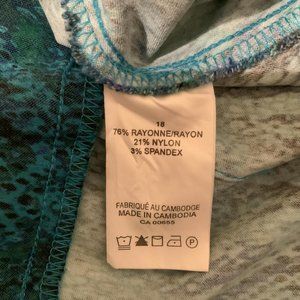 18
76% RAYONNE/RAYON
21% NYLON
3% SPANDEX
FABRIQUÉ AU CAMBODGE
MADE IN CAMBODIA
CA 00655